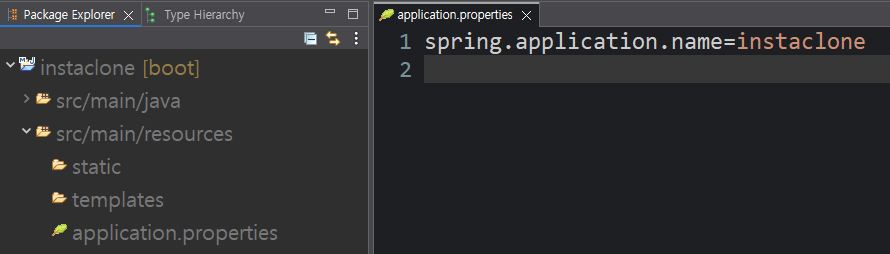 Package Explorer
Type Hierarchy
instaclone [boot]
src/main/java
src/main/resources
static
templates
application.properties
application.properties
1 spring.application.name=instaclone
2